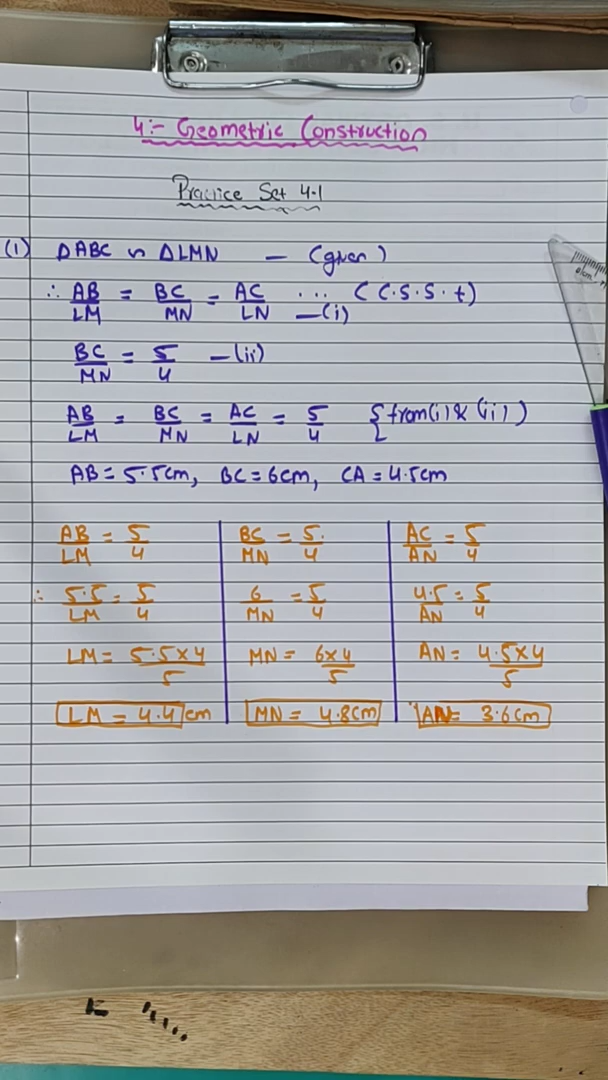 4:- Geometric Construction
Practice Set 4.1
(1) ΔABC ~ ΔLMN — (given)
∴ AB/LM = BC/MN = AC/LN ... (C.S.S.t) —(i)
BC/MN = 5/4 —(ii)
AB/LM = BC/MN = AC/LN = 5/4 {from(i) & (ii))
AB = 5.5cm, BC = 6cm, CA = 4.5cm
AB/LM = 5/4
∴ 5.5/LM = 5/4
LM = 5.5×4/5
LM = 4.4 cm
BC/MN = 5/4
6/MN = 5/4
MN = 6×4/5
MN = 4.8cm
AC/AN = 5/4
4.5/AN = 5/4
AN = 4.5×4/5
AN = 3.6cm